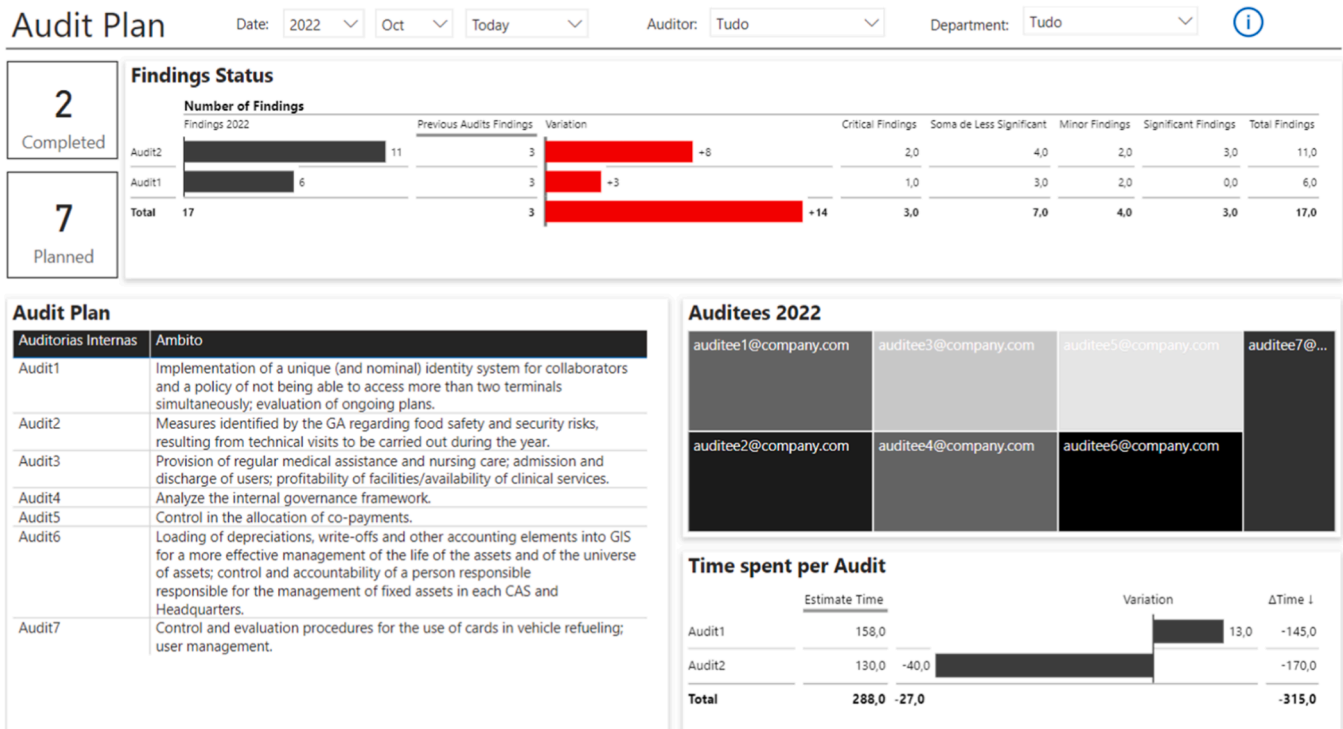 Audit Plan
Date: 2022 Oct Today Auditor: Tudo Department: Tudo i
2
Completed
7
Planned
Findings Status
Number of Findings
Findings 2022 Previous Audits Findings Variation Critical Findings Soma de Less Significant Minor Findings Significant Findings Total Findings
Audit2 11 3 +8 2,0 4,0 2,0 3,0 11,0
Audit1 6 3 +3 1,0 3,0 2,0 0,0 6,0
Total 17 3 +14 3,0 7,0 4,0 3,0 17,0
Audit Plan
Auditorias Internas Ambito
Audit1 Implementation of a unique (and nominal) identity system for collaborators
and a policy of not being able to access more than two terminals
simultaneously; evaluation of ongoing plans.
Audit2 Measures identified by the GA regarding food safety and security risks,
resulting from technical visits to be carried out during the year.
Audit3 Provision of regular medical assistance and nursing care; admission and
discharge of users; profitability of facilities/availability of clinical services.
Audit4 Analyze the internal governance framework.
Audit5 Control in the allocation of co-payments.
Audit6 Loading of depreciations, write-offs and other accounting elements into GIS
for a more effective management of the life of the assets and of the universe
of assets; control and accountability of a person responsible
responsible for the management of fixed assets in each CAS and
Headquarters.
Audit7 Control and evaluation procedures for the use of cards in vehicle refueling;
user management.
Auditees 2022
auditee1@company.com auditee3@company.com auditee5@company.com auditee7@...
auditee2@company.com auditee4@company.com auditee6@company.com
Time spent per Audit
Estimate Time Variation ΔTime ↓
Audit1 158,0 13,0 -145,0
Audit2 130,0 -40,0 -170,0
Total 288,0 -27,0 -315,0